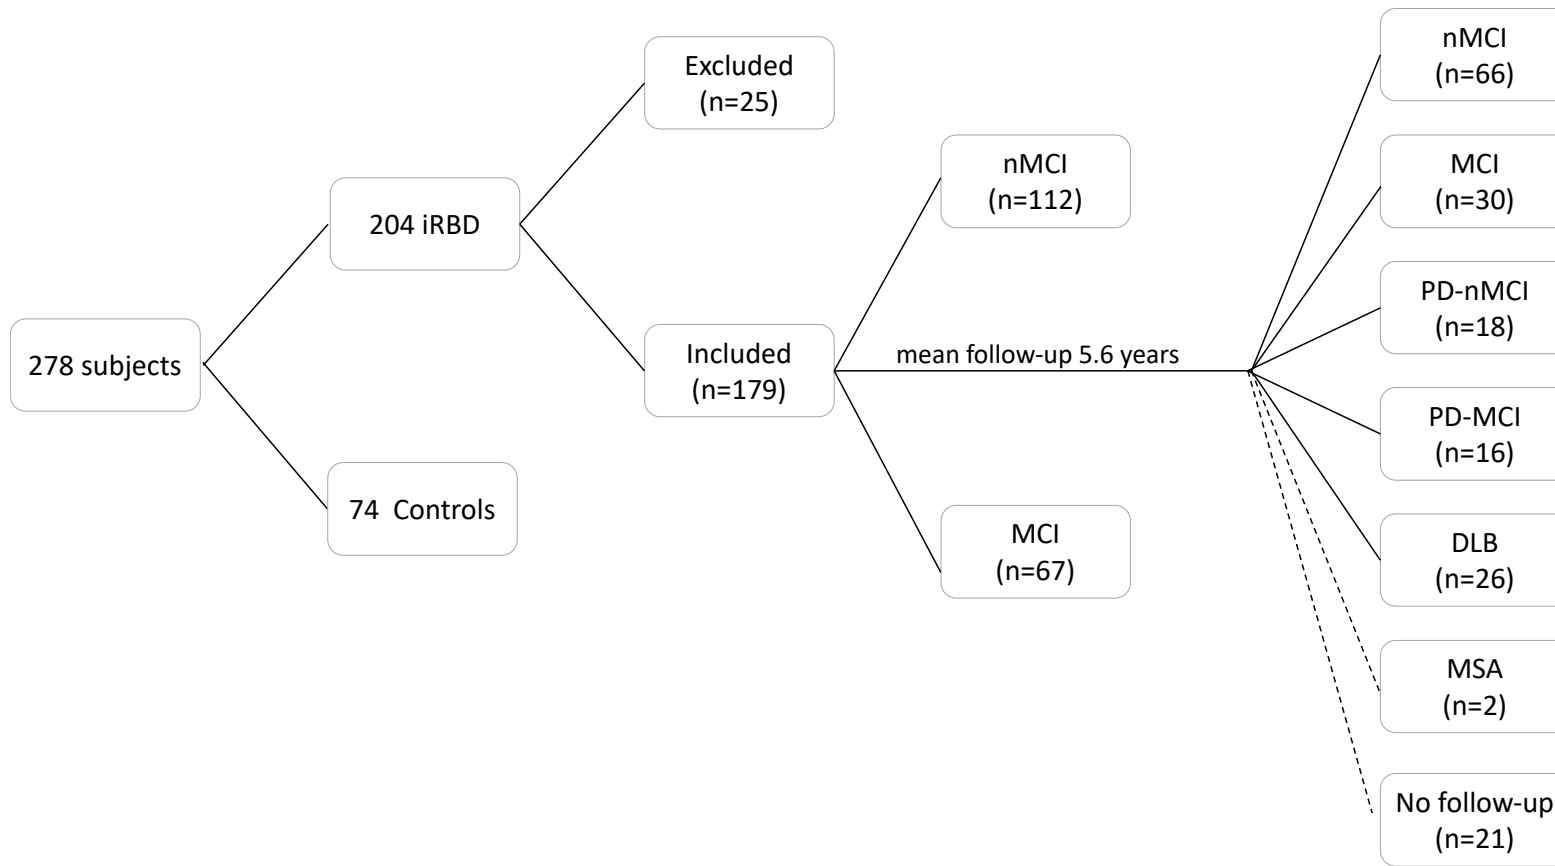 278 subjects
204 iRBD
74 Controls
Excluded
(n=25)
Included
(n=179)
nMCI
(n=112)
mean follow-up 5.6 years
MCI
(n=67)
nMCI
(n=66)
MCI
(n=30)
PD-nMCI
(n=18)
PD-MCI
(n=16)
DLB
(n=26)
MSA
(n=2)
No follow-up
(n=21)